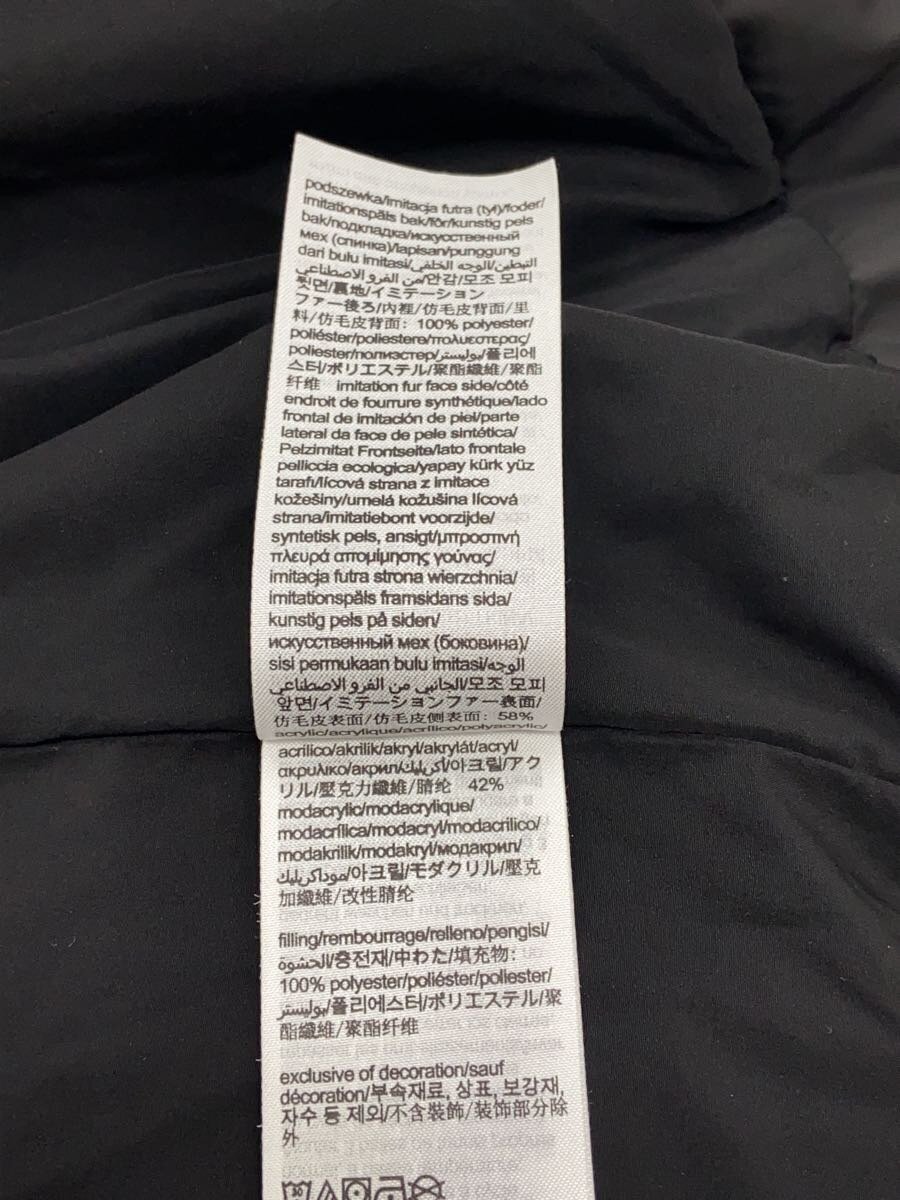 podszewka/imitacja futra (tył)/foder/
imitationspäls bak/fôr/kunstig pels
bak/подкладка/искусственный
мех (спинка)/lapisan/punggung
dari bulu imitasi/التبطين/الوجه الخلفي
من الفرو الاصطناعي/안감/모조 모피
뒷면/裏地/イミテーション
ファー後ろ/內裡/仿毛皮背面/里
料/仿毛皮背面: 100% polyester/
poliéster/poliestere/πολυεστερας/
poliester/полиэстер/بوليستر/폴리에
스터/ポリエステル/聚酯纖維/聚酯
纤维 imitation fur face side/côté
endroit de fourrure synthétique/lado
frontal de imitación de piel/parte
lateral da face de pele sintética/
Pelzimitat Frontseite/lato frontale
pelliccia ecologica/yapay kürk yüz
tarafı/lícová strana z imitace
kožešiny/umelá kožušina lícová
strana/imitatiebont voorzijde/
syntetisk pels, ansigt/μπροστινή
πλευρά απομίμησης γούνας/
imitacja futra strona wierzchnia/
imitationspäls framsidans sida/
kunstig pels på siden/
искусственный мех (боковина)/
sisi permukaan bulu imitasi/الوجه
الجانبي من الفرو الاصطناعي/모조 모피
앞면/イミテーションファー表面/
仿毛皮表面/仿毛皮侧表面: 58%
acrylic/acrylique/acrílico/polyacrylic/
acrilico/akrilik/akryl/akrylát/acryl/
ακρυλικο/акрил/أكريليك/아크릴/アク
リル/壓克力纖維/腈纶 42%
modacrylic/modacrylique/
modacrílica/modacryl/modacrilico/
modakrilik/modakryl/модакрил/
موداكريليك/아크릴/モダクリル/壓克
加纖維/改性腈纶
filling/rembourrage/relleno/pengisi/
الحشوة/충전재/中わた/填充物:
100% polyester/poliéster/poliester/
بوليستر/폴리에스터/ポリエステル/聚
酯纖維/聚酯纤维
exclusive of decoration/sauf
décoration/부속재료, 상표, 보강재,
자수 등 제외/不含裝飾/装饰部分除
外